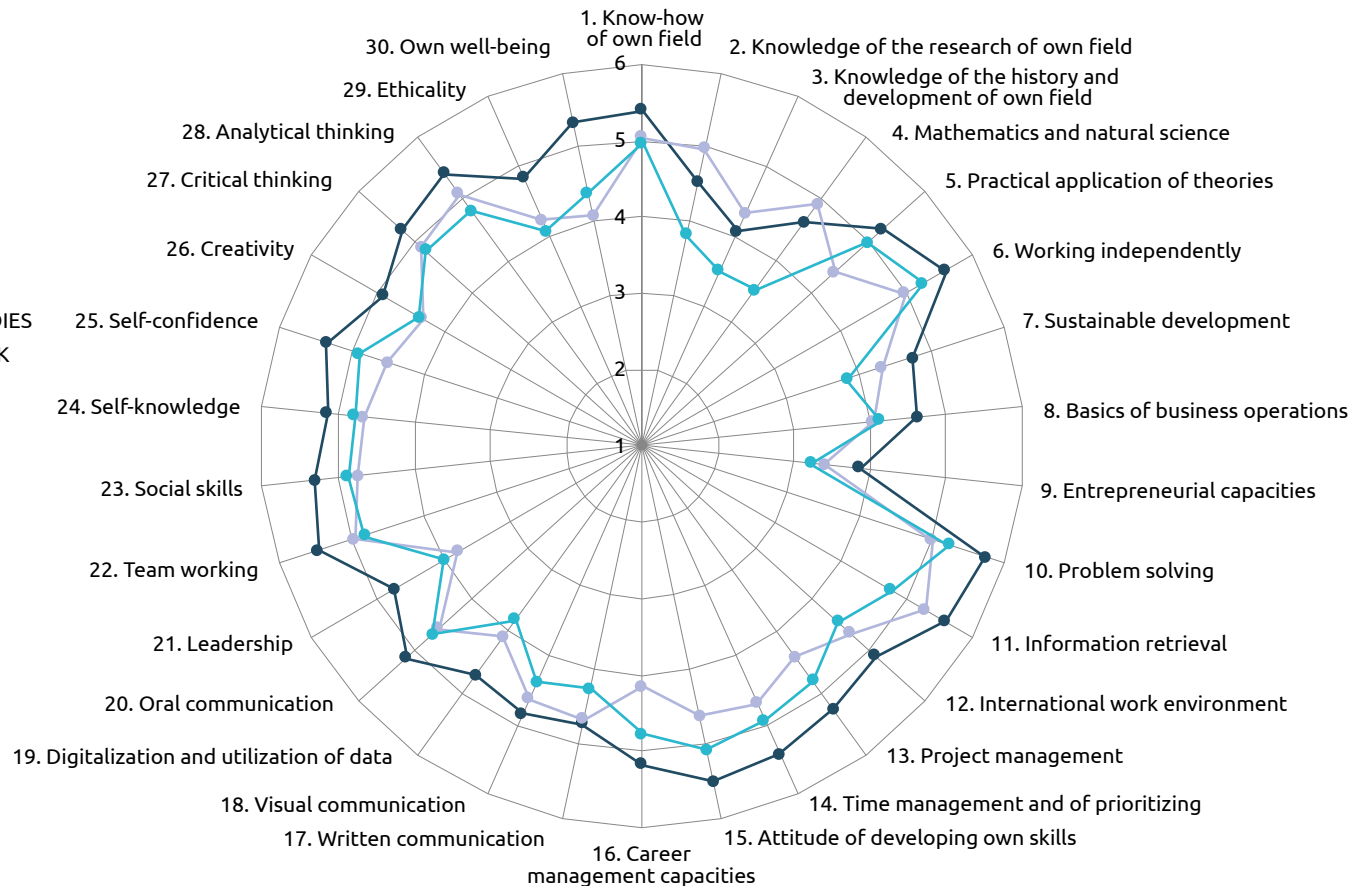 1. Know-how
of own field
2. Knowledge of the research of own field
3. Knowledge of the history and
development of own field
4. Mathematics and natural science
5. Practical application of theories
6. Working independently
7. Sustainable development
8. Basics of business operations
9. Entrepreneurial capacities
10. Problem solving
11. Information retrieval
12. International work environment
13. Project management
14. Time management and of prioritizing
15. Attitude of developing own skills
16. Career
management capacities
17. Written communication
18. Visual communication
19. Digitalization and utilization of data
20. Oral communication
21. Leadership
22. Team working
23. Social skills
24. Self-knowledge
25. Self-confidence
26. Creativity
27. Critical thinking
28. Analytical thinking
29. Ethicality
30. Own well-being
6
5
4
3
2
1
DIES
K